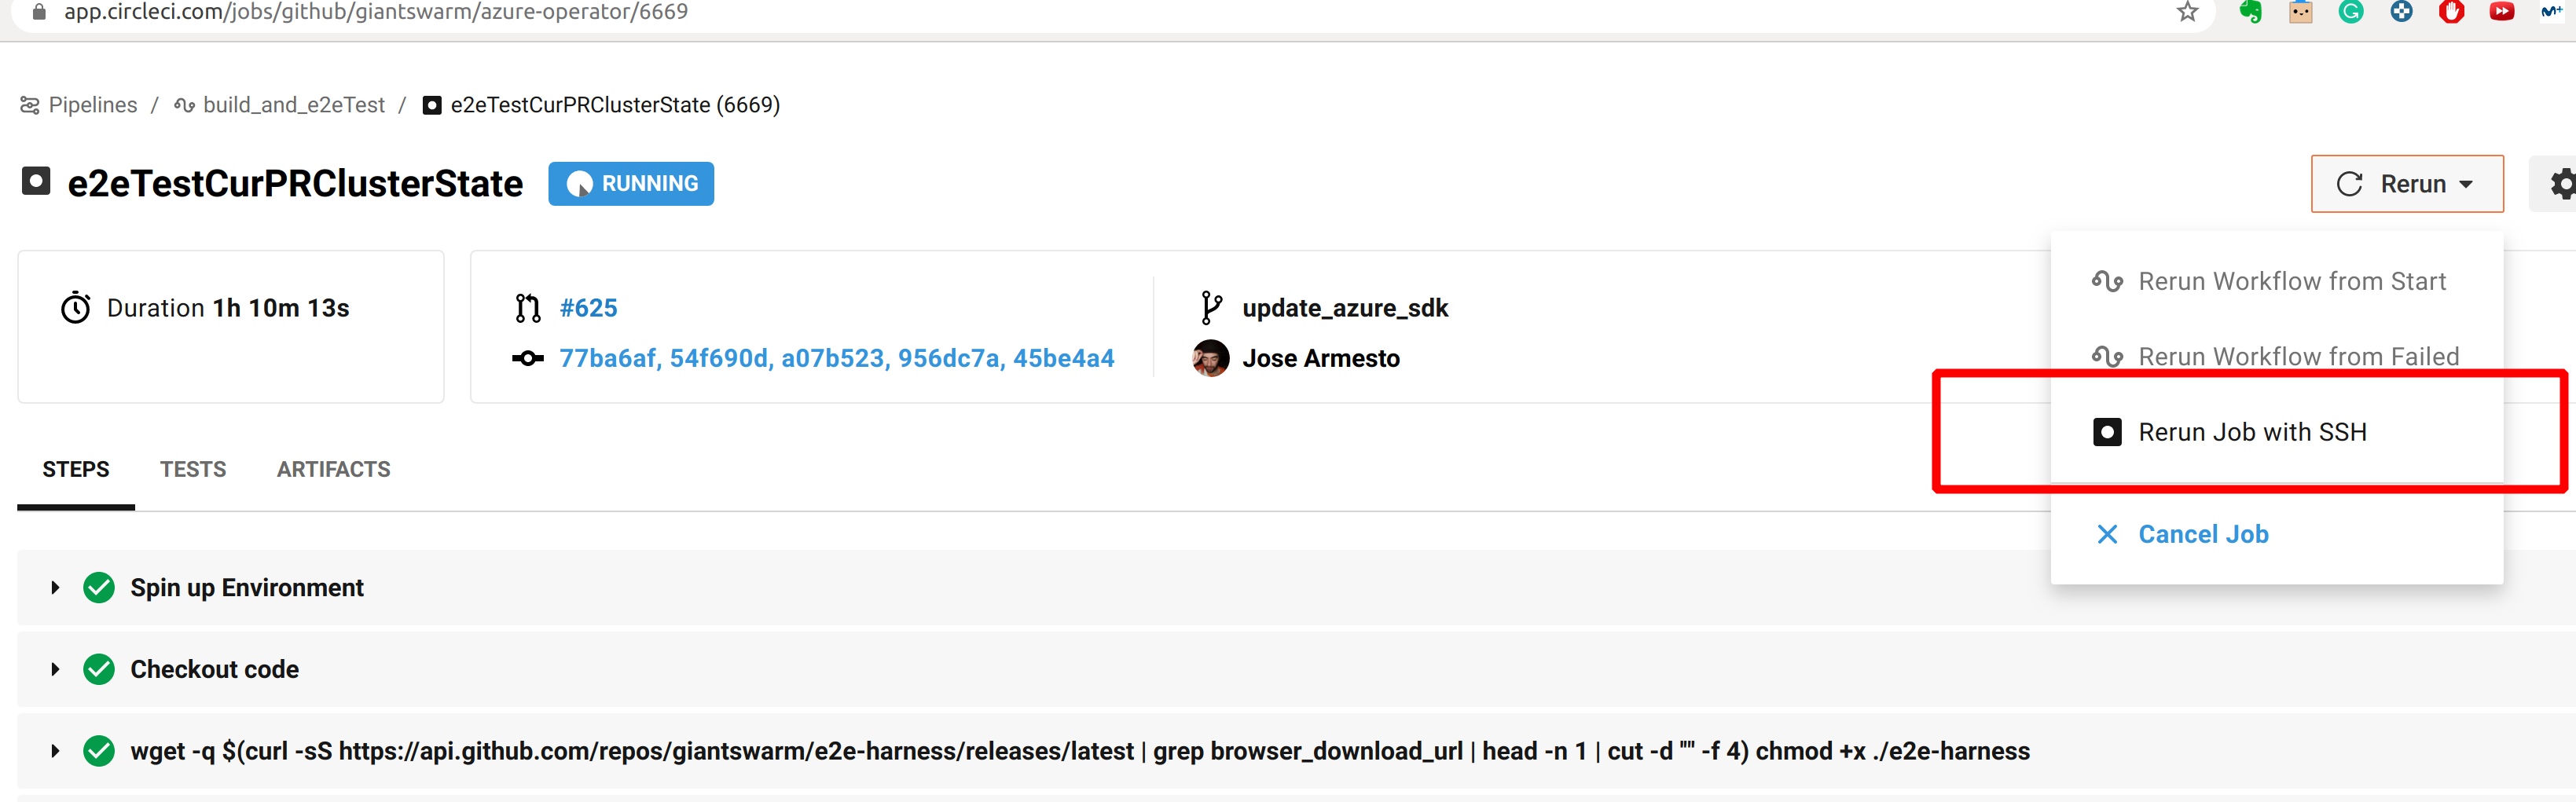 app.circleci.com/jobs/github/giantswarm/azure-operator/6669
Pipelines / build_and_e2eTest / e2eTestCurPRClusterState (6669)
e2eTestCurPRClusterState RUNNING
Rerun
Duration 1h 10m 13s
#625
77ba6af, 54f690d, a07b523, 956dc7a, 45be4a4
update_azure_sdk
Jose Armesto
Rerun Workflow from Start
Rerun Workflow from Failed
Rerun Job with SSH
Cancel Job
STEPS TESTS ARTIFACTS
Spin up Environment
Checkout code
wget -q $(curl -sS https://api.github.com/repos/giantswarm/e2e-harness/releases/latest | grep browser_download_url | head -n 1 | cut -d '"' -f 4) chmod +x ./e2e-harness